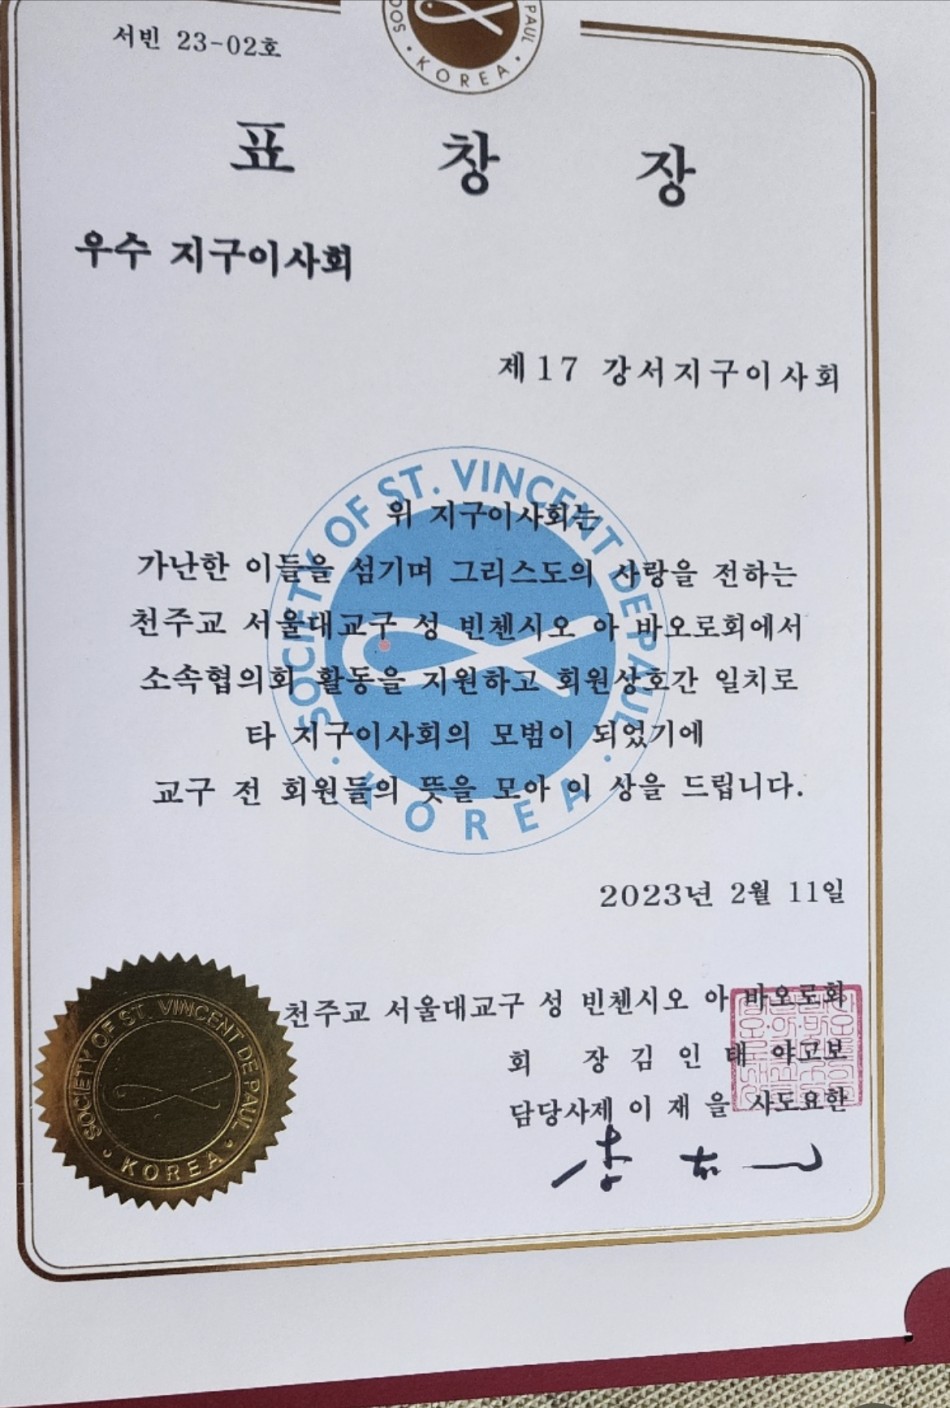 서빈 23-02호
SOC PAUL
· KOREA ·
표 창 장
우수 지구이사회
제17 강서지구이사회
SOCIETY OF ST. VINCENT DE PAUL
위 지구이사회는
가난한 이들을 섬기며 그리스도의 사랑을 전하는
천주교 서울대교구 성 빈첸시오 아 바오로회에서
소속협의회 활동을 지원하고 회원상호간 일치로
타 지구이사회의 모범이 되었기에
교구 전 회원들의 뜻을 모아 이 상을 드립니다.
· KOREA ·
2023년 2월 11일
천주교 서울대교구 성 빈첸시오 아 바오로회
회 장 김 인 태 야고보
담당사제 이 재 을 사도요한
SOCIETY OF ST. VINCENT DE PAUL
· KOREA ·